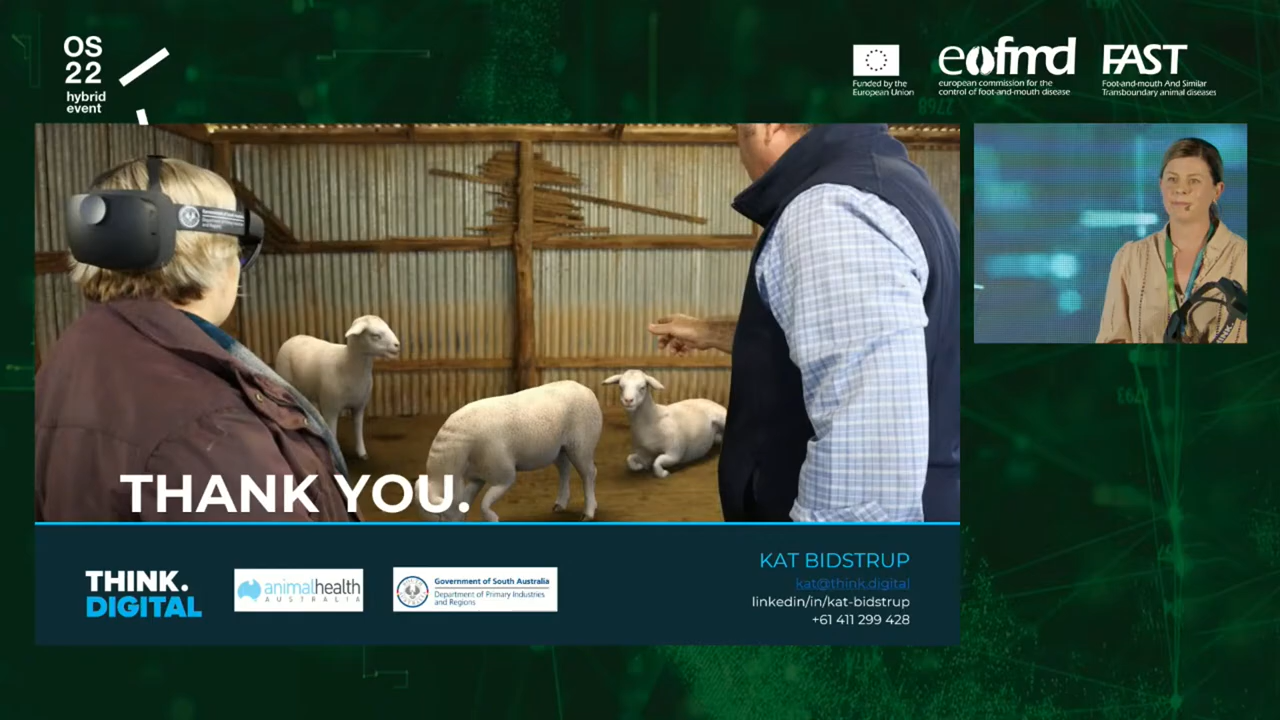 OS
22
hybrid
event
Funded by the
European Union
eofmd
european commission for the
control of foot-and-mouth disease
FAST
Foot-and-mouth And Similar
Transboundary animal diseases
THANK YOU.
THINK.
DIGITAL
animalhealth
AUSTRALIA
Government of South Australia
Department of Primary Industries
and Regions
KAT BIDSTRUP
kat@think.digital
linkedin/in/kat-bidstrup
+61 411 299 428